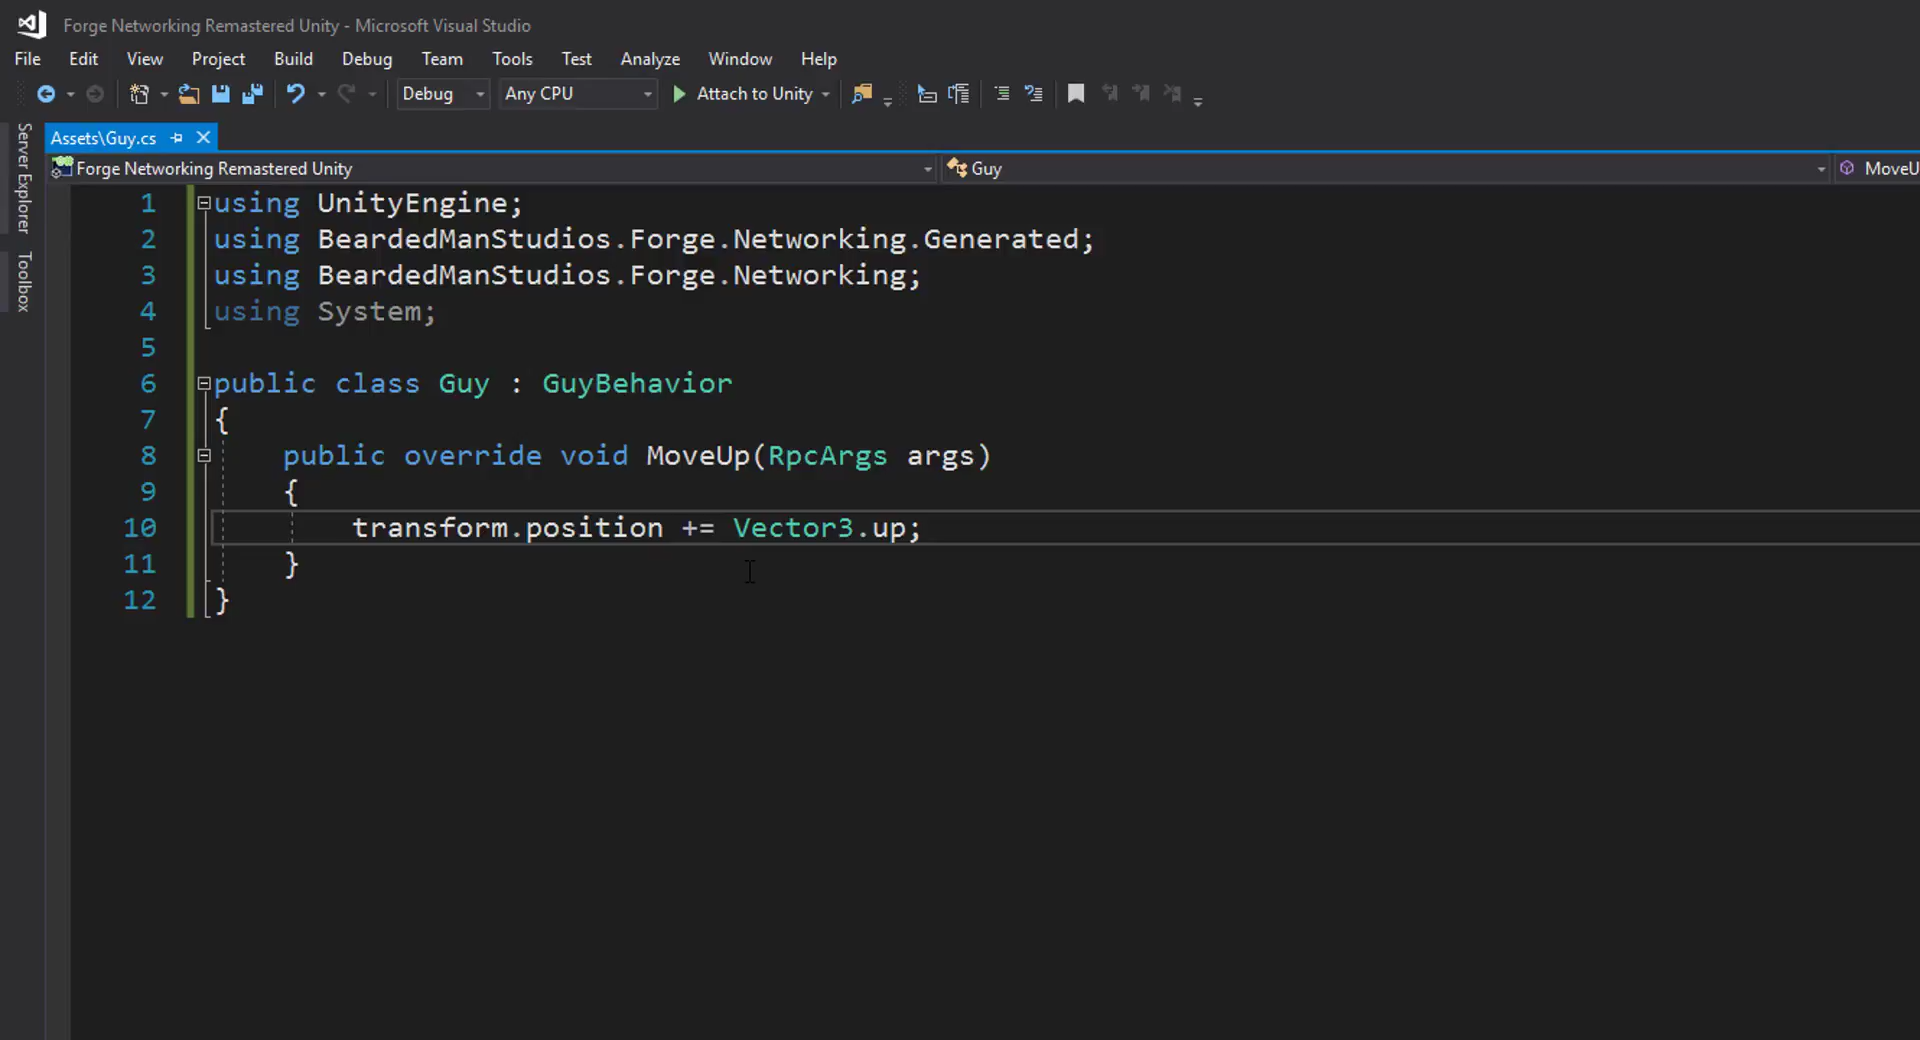 Forge Networking Remastered Unity - Microsoft Visual Studio
File Edit View Project Build Debug Team Tools Test Analyze Window Help
Debug Any CPU Attach to Unity
Server Explorer
Toolbox
Assets\Guy.cs
Forge Networking Remastered Unity Guy MoveU
1 using UnityEngine;
2 using BeardedManStudios.Forge.Networking.Generated;
3 using BeardedManStudios.Forge.Networking;
4 using System;
5
6 public class Guy : GuyBehavior
7 {
8 public override void MoveUp(RpcArgs args)
9 {
10 transform.position += Vector3.up;
11 }
12 }